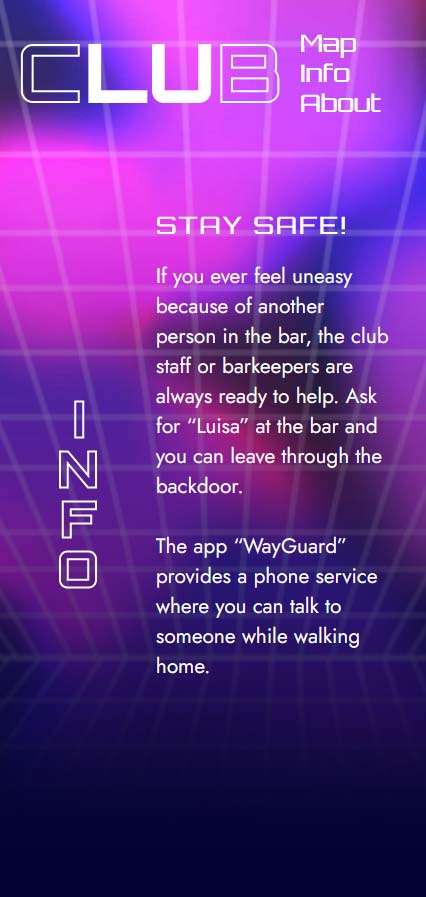 CLUB
Map
Info
About
STAY SAFE!
If you ever feel uneasy
because of another
person in the bar, the club
staff or barkeepers are
always ready to help. Ask
for “Luisa” at the bar and
you can leave through the
backdoor.
The app “WayGuard”
provides a phone service
where you can talk to
someone while walking
home.
INFO